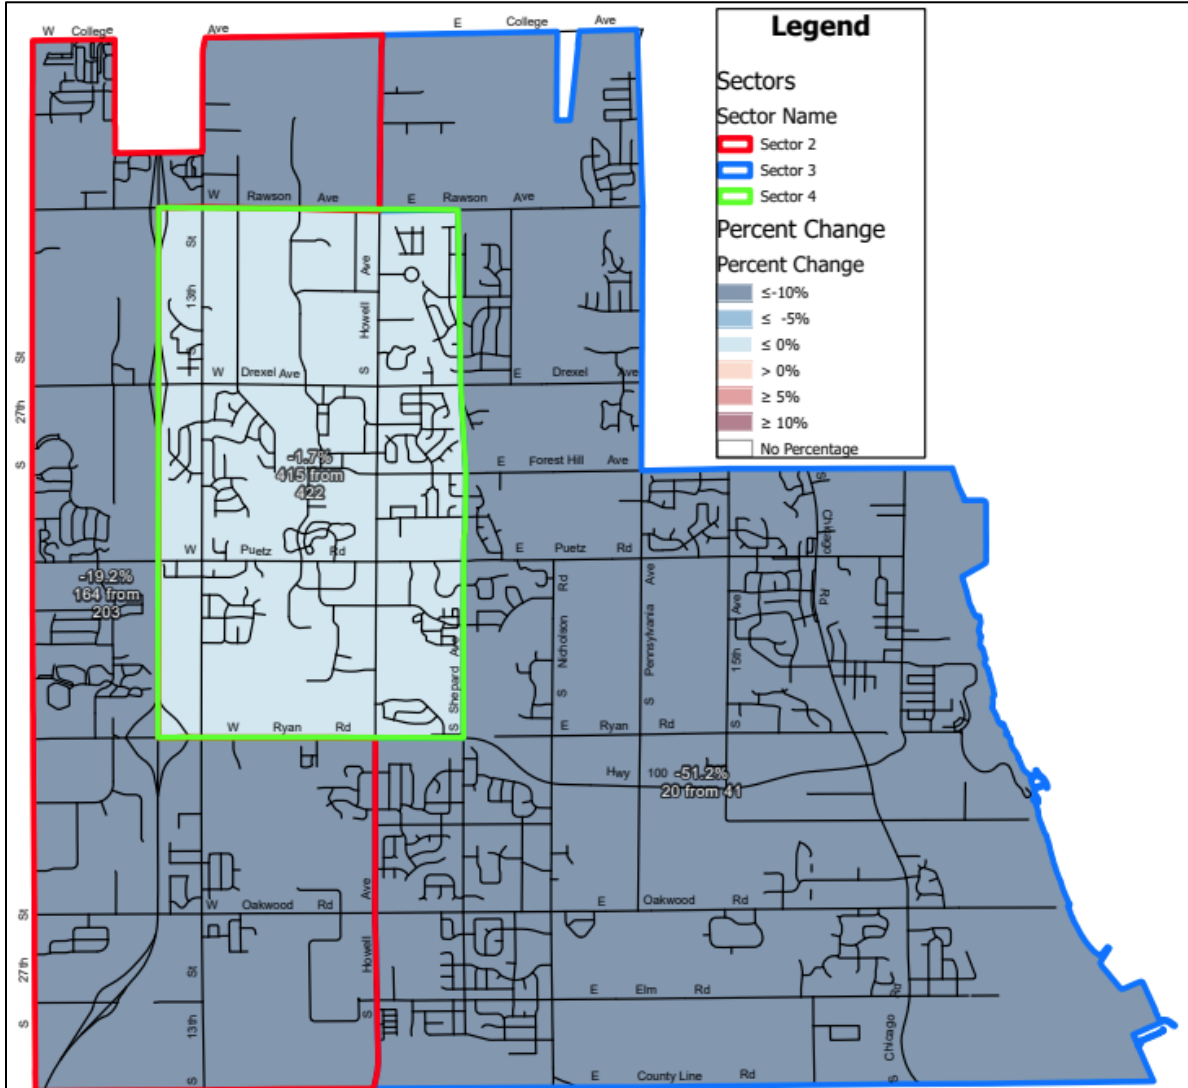 W College Ave
E College Ave
Legend
Sectors
Sector Name
Sector 2
Sector 3
Sector 4
Percent Change
Percent Change
≤-10%
≤ -5%
≤ 0%
> 0%
≥ 5%
≥ 10%
No Percentage
W Rawson Ave
E Rawson Ave
S 13th St
S Howell Ave
S 27th St
W Drexel Ave
E Drexel Ave
-1.7%
415 from
422
E Forest Hill Ave
W Puetz Rd
E Puetz Rd
S Chicago Rd
-19.2%
164 from
203
S Nicholson Rd
S Pennsylvania Ave
S 15th Ave
S Shepard Ave
W Ryan Rd
E Ryan Rd
Hwy 100
-51.2%
20 from 41
W Oakwood Rd
E Oakwood Rd
S 27th St
S 13th St
S Howell Ave
E Elm Rd
S Chicago Rd
E County Line Rd